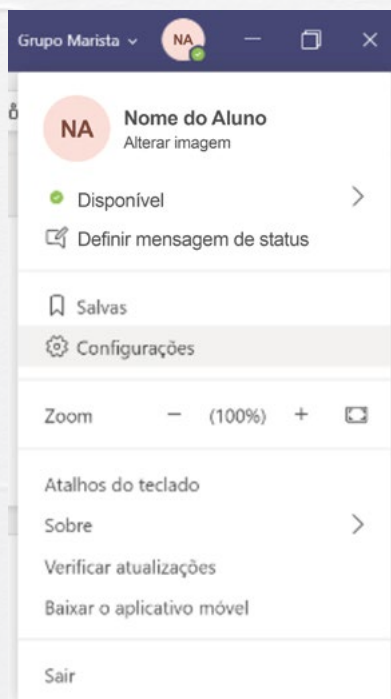 Grupo Marista
NA
NA
Nome do Aluno
Alterar imagem
Disponível
Definir mensagem de status
Salvas
Configurações
Zoom — (100%) +
Atalhos do teclado
Sobre
Verificar atualizações
Baixar o aplicativo móvel
Sair